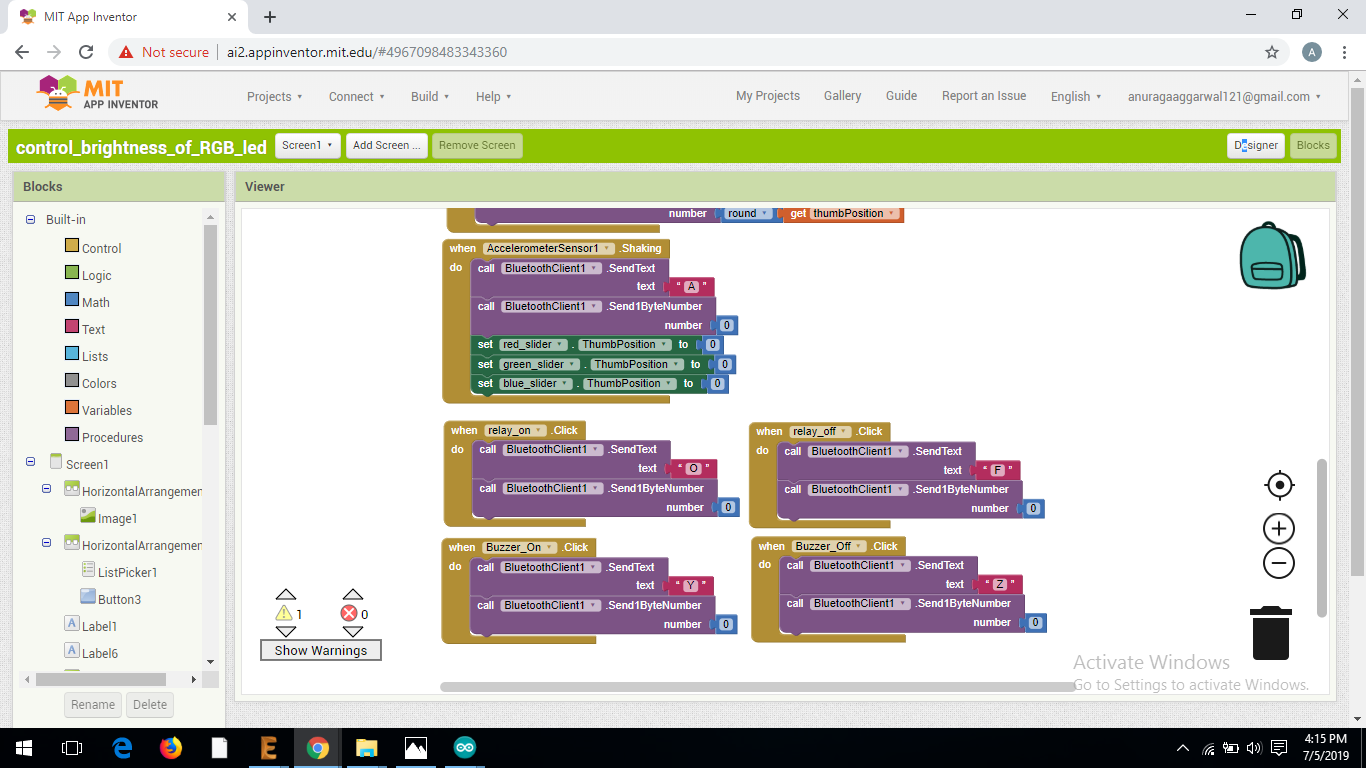 MIT App Inventor
Not secure ai2.appinventor.mit.edu/#4967098483343360 A
MIT
APP INVENTOR
Projects Connect Build Help My Projects Gallery Guide Report an Issue English anuragaaggarwal121@gmail.com
control_brightness_of_RGB_led Screen1 Add Screen ... Remove Screen Designer Blocks
Blocks
Built-in
Control
Logic
Math
Text
Lists
Colors
Variables
Procedures
Screen1
HorizontalArrangemen
Image1
HorizontalArrangemen
ListPicker1
Button3
Label1
Label6
Rename Delete
Viewer
number round get thumbPosition
when AccelerometerSensor1 .Shaking
do call BluetoothClient1 .SendText
text " A "
call BluetoothClient1 .Send1ByteNumber
number 0
set red_slider . ThumbPosition to 0
set green_slider . ThumbPosition to 0
set blue_slider . ThumbPosition to 0
when relay_on .Click
do call BluetoothClient1 .SendText
text " O "
call BluetoothClient1 .Send1ByteNumber
number 0
when relay_off .Click
do call BluetoothClient1 .SendText
text " F "
call BluetoothClient1 .Send1ByteNumber
number 0
when Buzzer_On .Click
do call BluetoothClient1 .SendText
text " Y "
call BluetoothClient1 .Send1ByteNumber
number 0
when Buzzer_Off .Click
do call BluetoothClient1 .SendText
text " Z "
call BluetoothClient1 .Send1ByteNumber
number 0
1 0
Show Warnings
Activate Windows
Go to Settings to activate Windows.
4:15 PM
7/5/2019